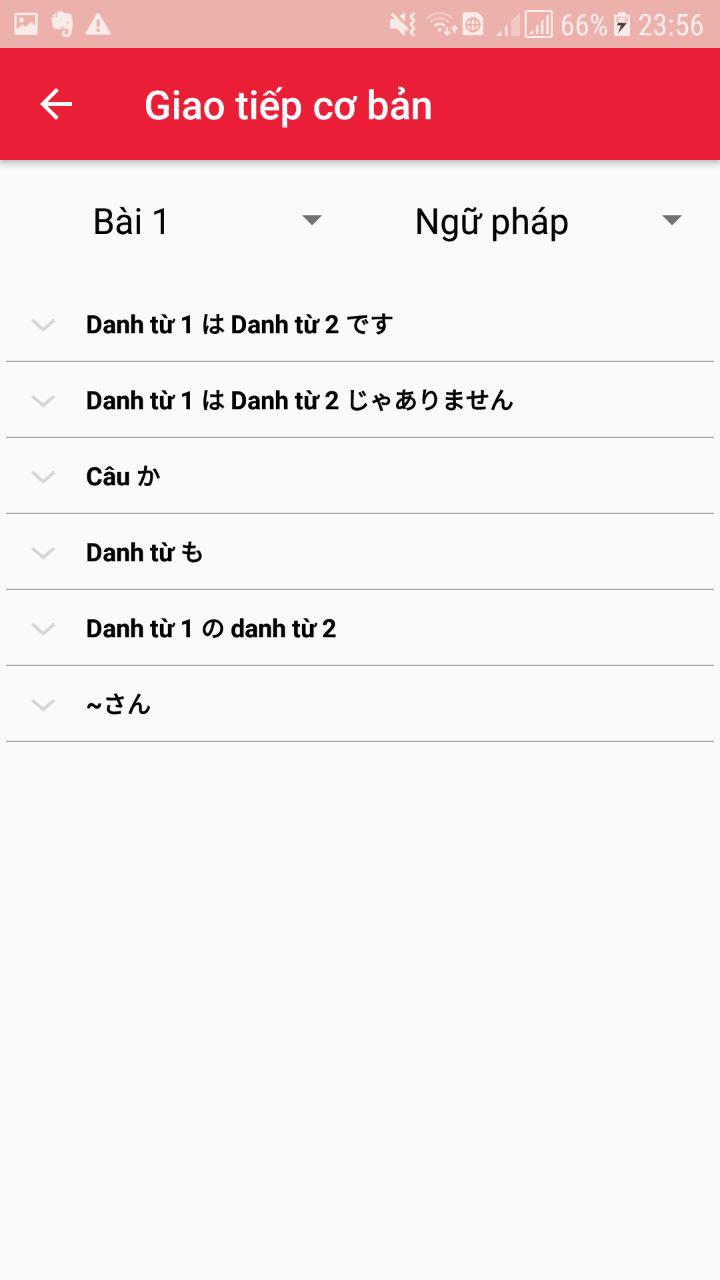 66% 23:56
Giao tiếp cơ bản
Bài 1 Ngữ pháp
Danh từ 1 は Danh từ 2 です
Danh từ 1 は Danh từ 2 じゃありません
Câu か
Danh từ も
Danh từ 1 の danh từ 2
~さん